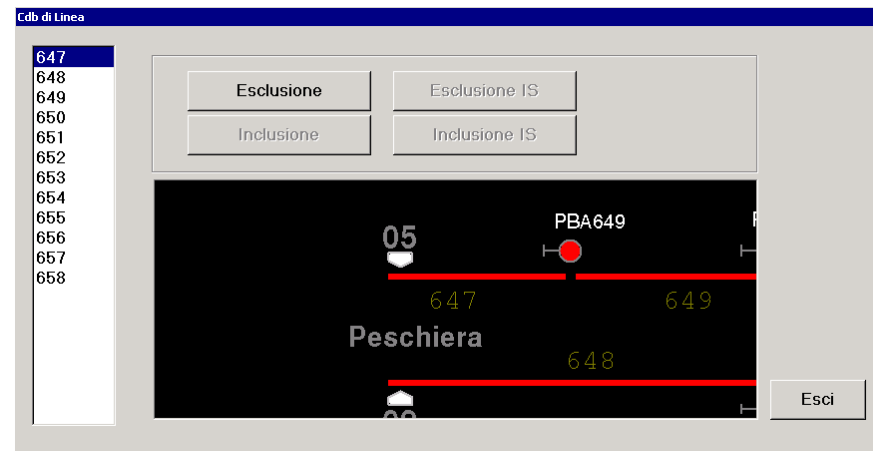 Cdb di Linea
647
648
649
650
651
652
653
654
655
656
657
658
Esclusione
Esclusione IS
Inclusione
Inclusione IS
05
PBA649
647
649
Peschiera
648
Esci